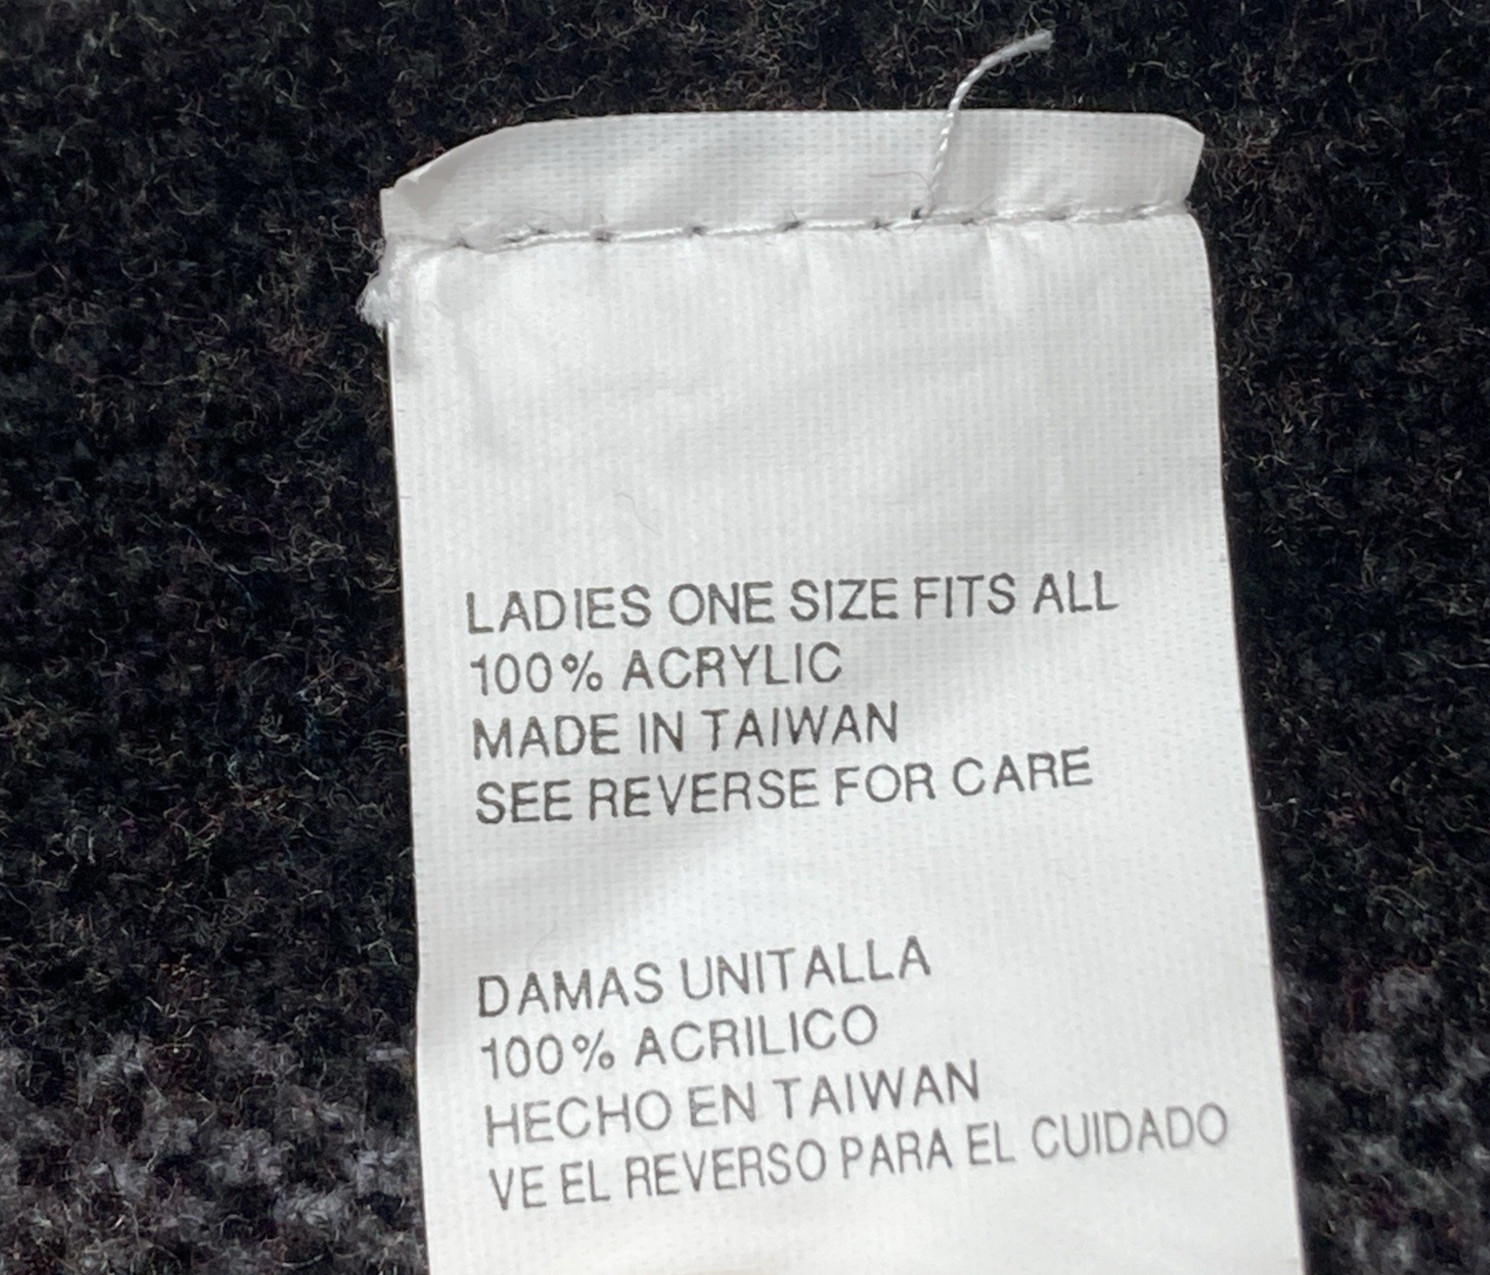 LADIES ONE SIZE FITS ALL
100% ACRYLIC
MADE IN TAIWAN
SEE REVERSE FOR CARE
DAMAS UNITALLA
100% ACRILICO
HECHO EN TAIWAN
VE EL REVERSO PARA EL CUIDADO